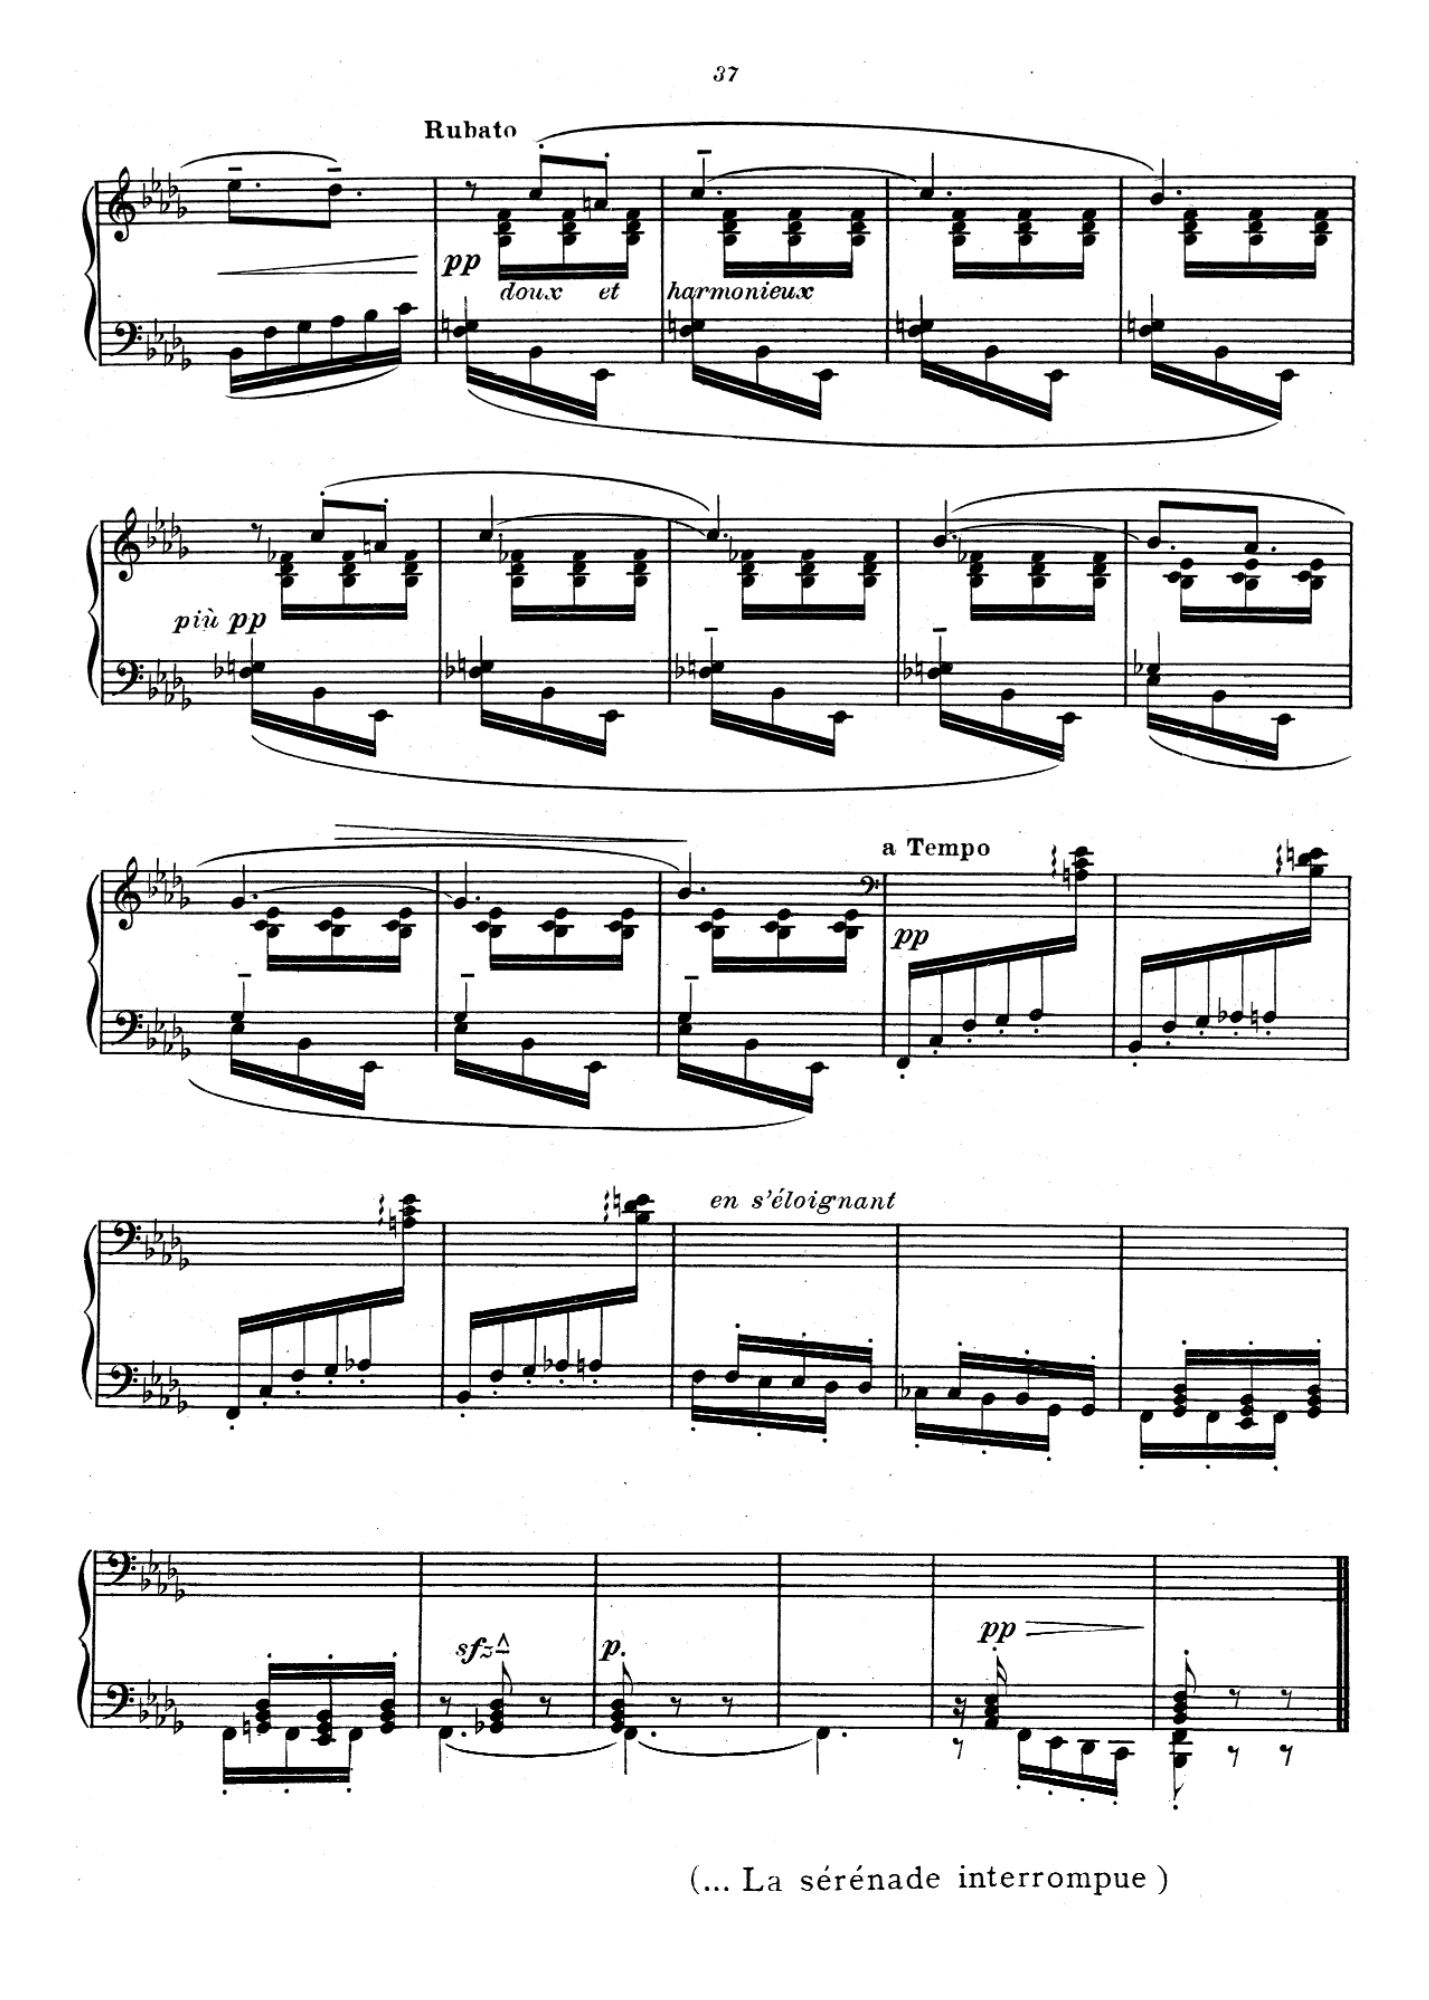 37
Rubato
pp
doux et harmonieux
più pp
a Tempo
pp
en s'éloignant
sfz
p.
pp
(... La sérénade interrompue)